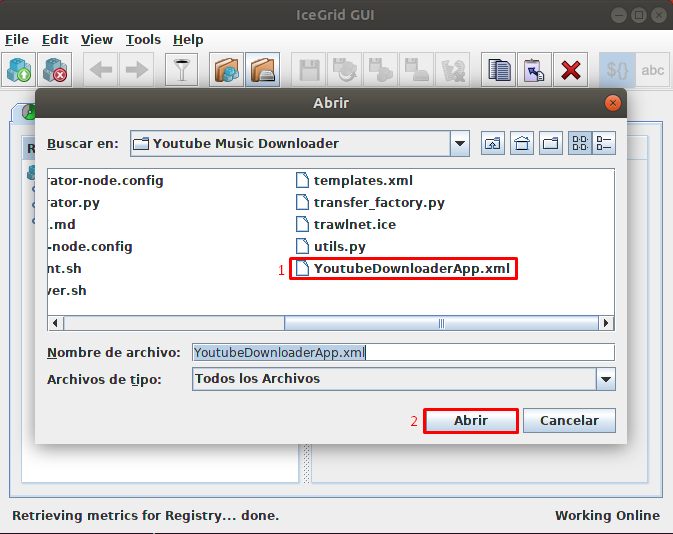 IceGrid GUI
File Edit View Tools Help
${} abc
Abrir
R
Buscar en: Youtube Music Downloader
rator-node.config templates.xml
rator.py transfer_factory.py
.md trawlnet.ice
-node.config utils.py
nt.sh 1 YoutubeDownloaderApp.xml
ver.sh
Nombre de archivo: YoutubeDownloaderApp.xml
Archivos de tipo: Todos los Archivos
2 Abrir Cancelar
Retrieving metrics for Registry... done. Working Online